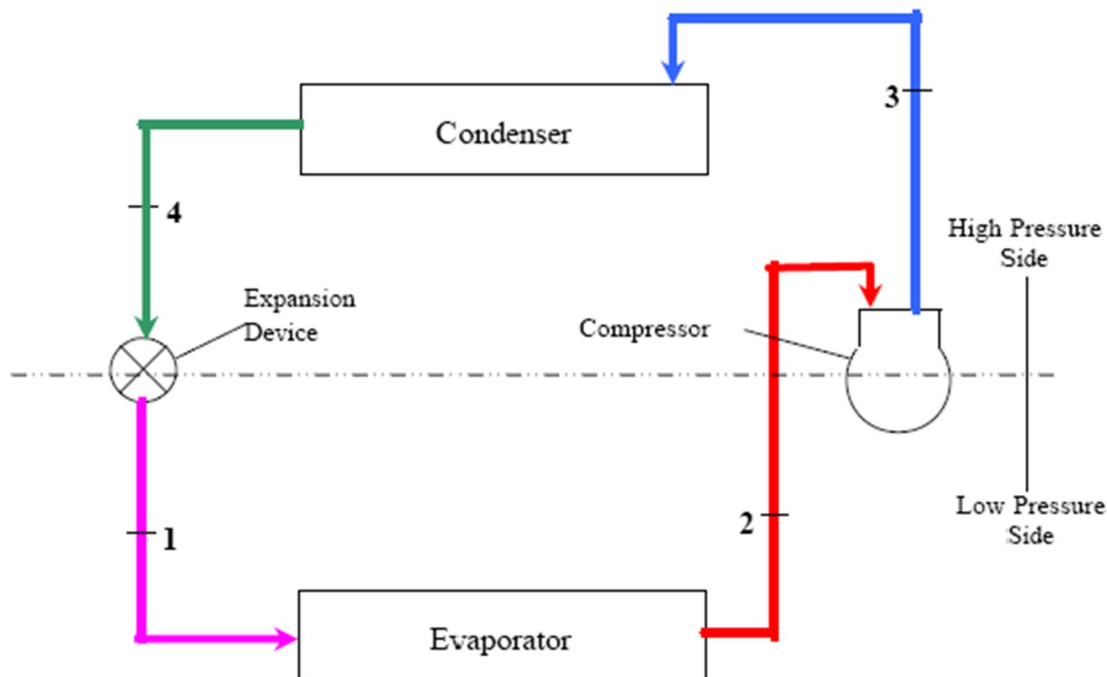 3
Condenser
4
High Pressure
Side
Expansion
Device
Compressor
Low Pressure
Side
2
1
Evaporator